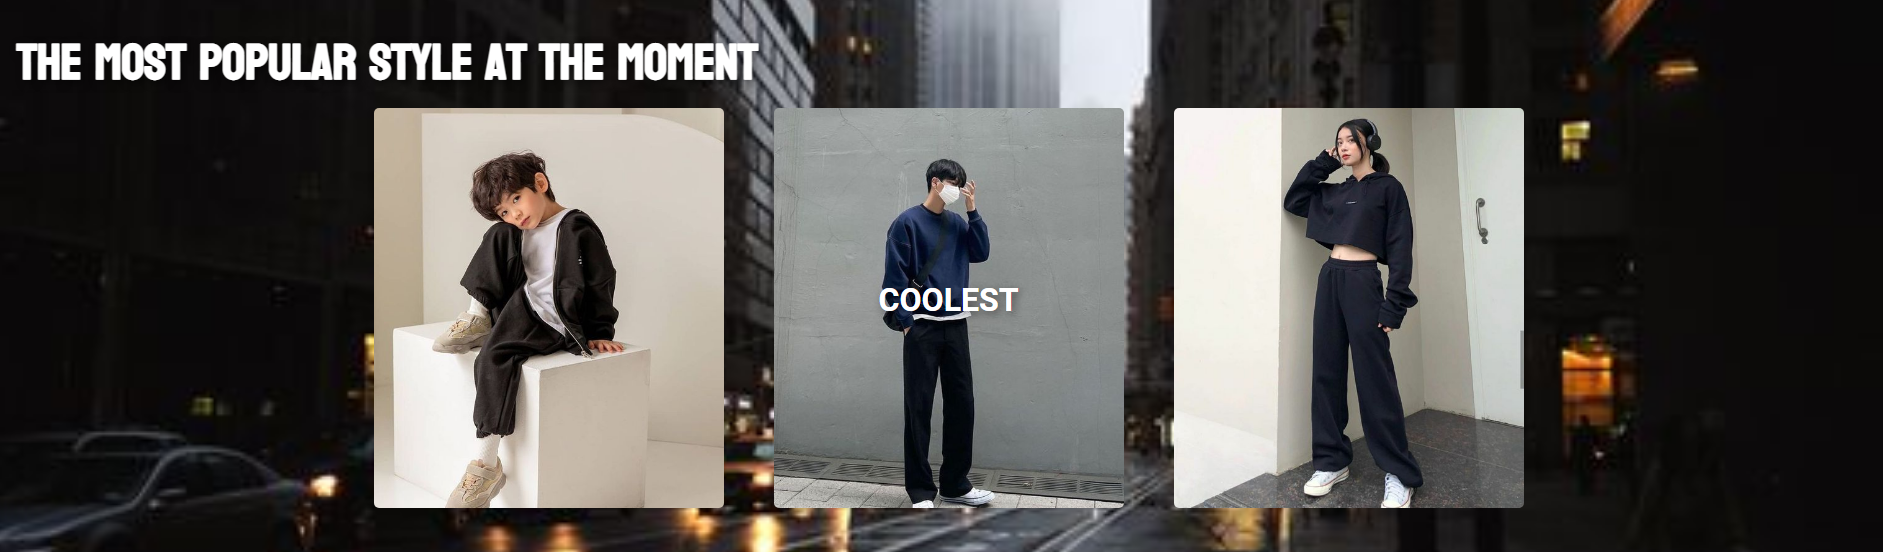 THE MOST POPULAR STYLE AT THE MOMENT
COOLEST